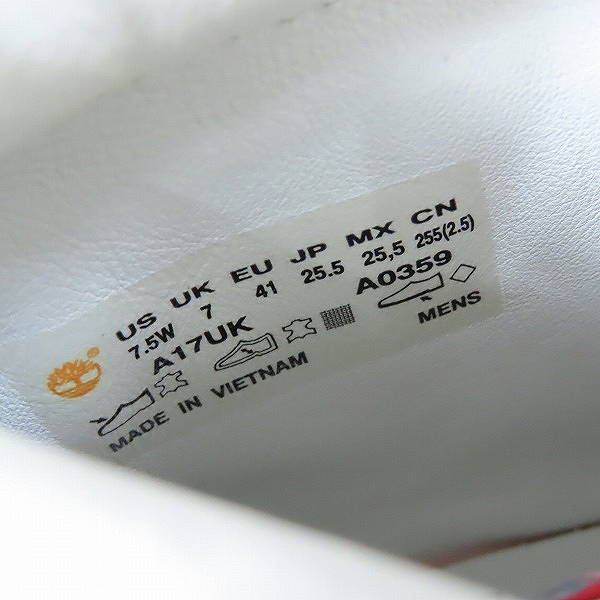 US UK EU JP MX CN
7.5W 7 41 25.5 25,5 255(2.5)
A17UK A0359
MENS
MADE IN VIETNAM